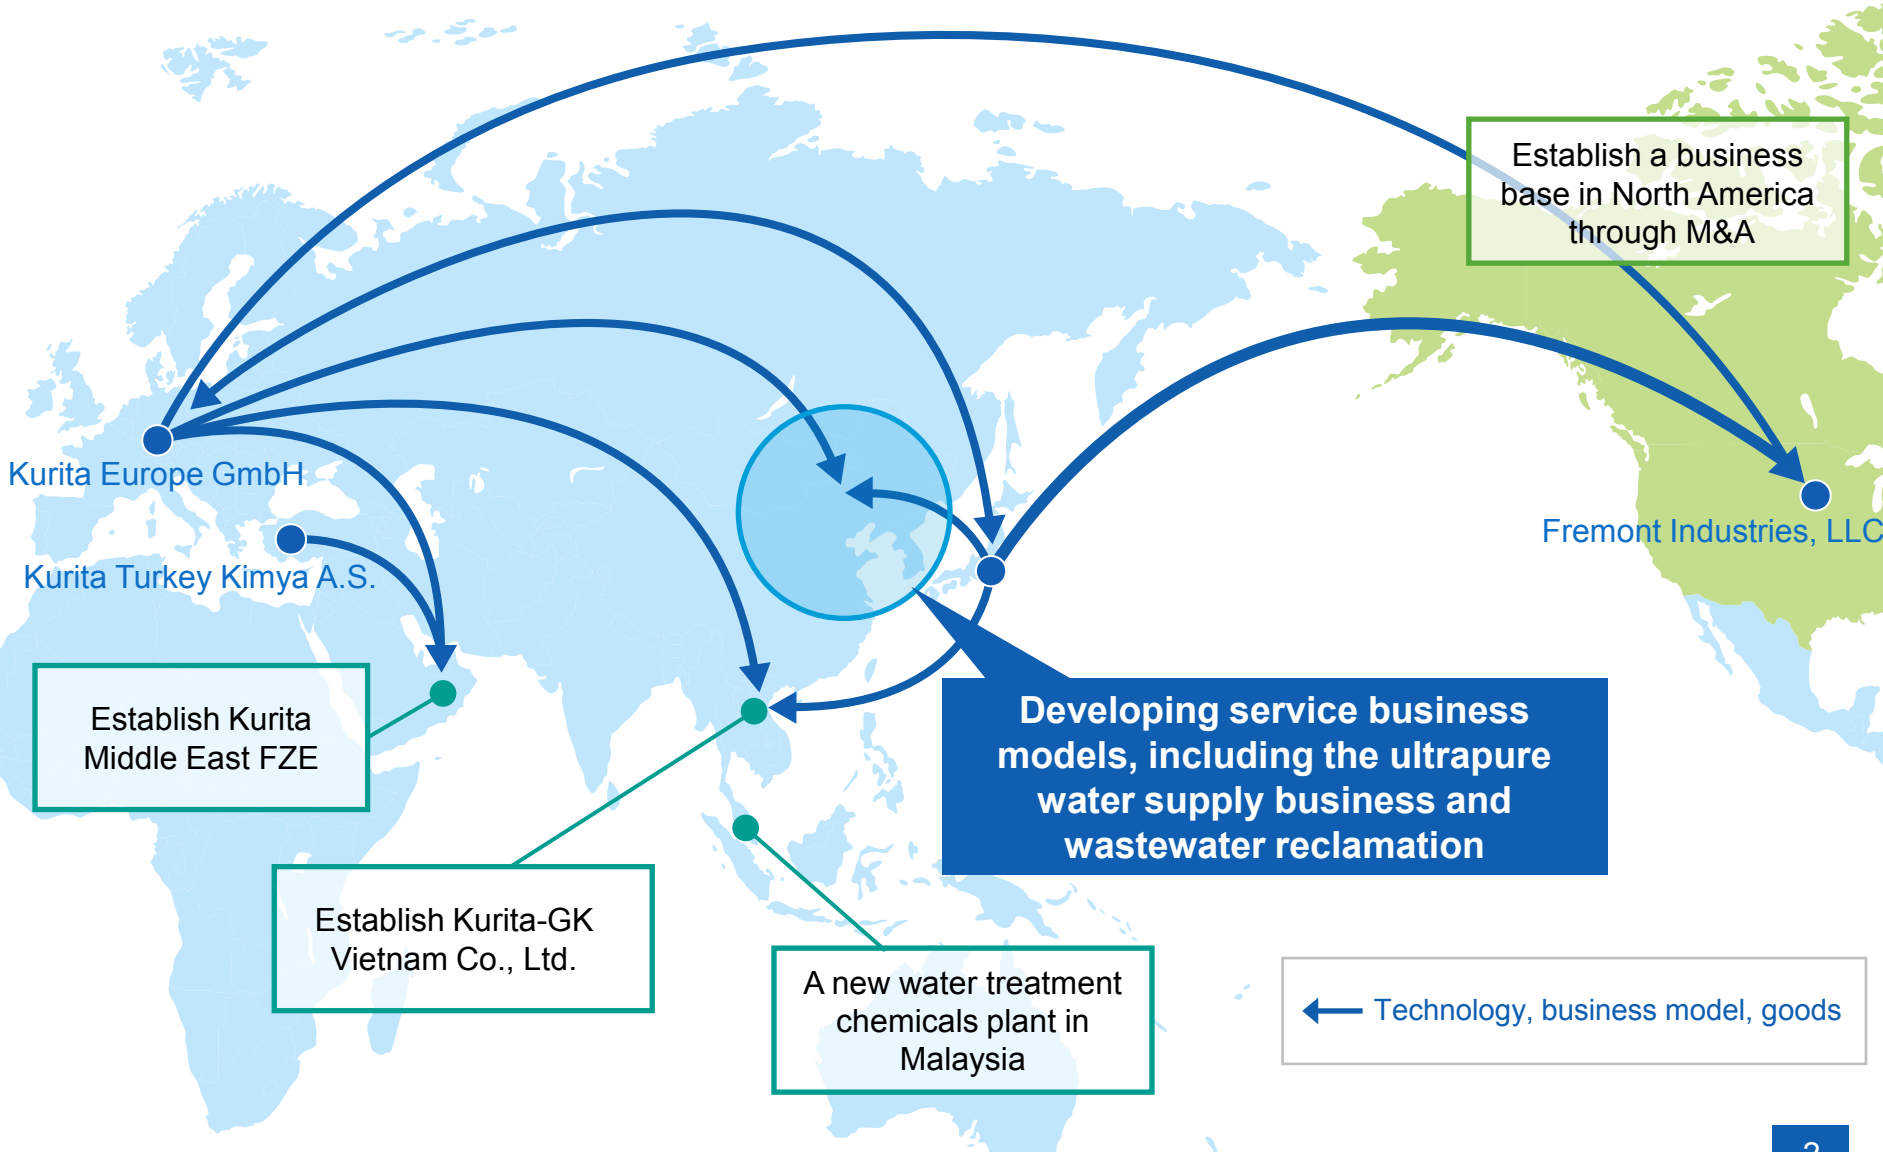 Establish a business
base in North America
through M&A
Kurita Europe GmbH
Fremont Industries, LLC
Kurita Turkey Kimya A.S.
Establish Kurita
Middle East FZE
Developing service business
models, including the ultrapure
water supply business and
wastewater reclamation
Establish Kurita-GK
Vietnam Co., Ltd.
A new water treatment
chemicals plant in
Malaysia
Technology, business model, goods